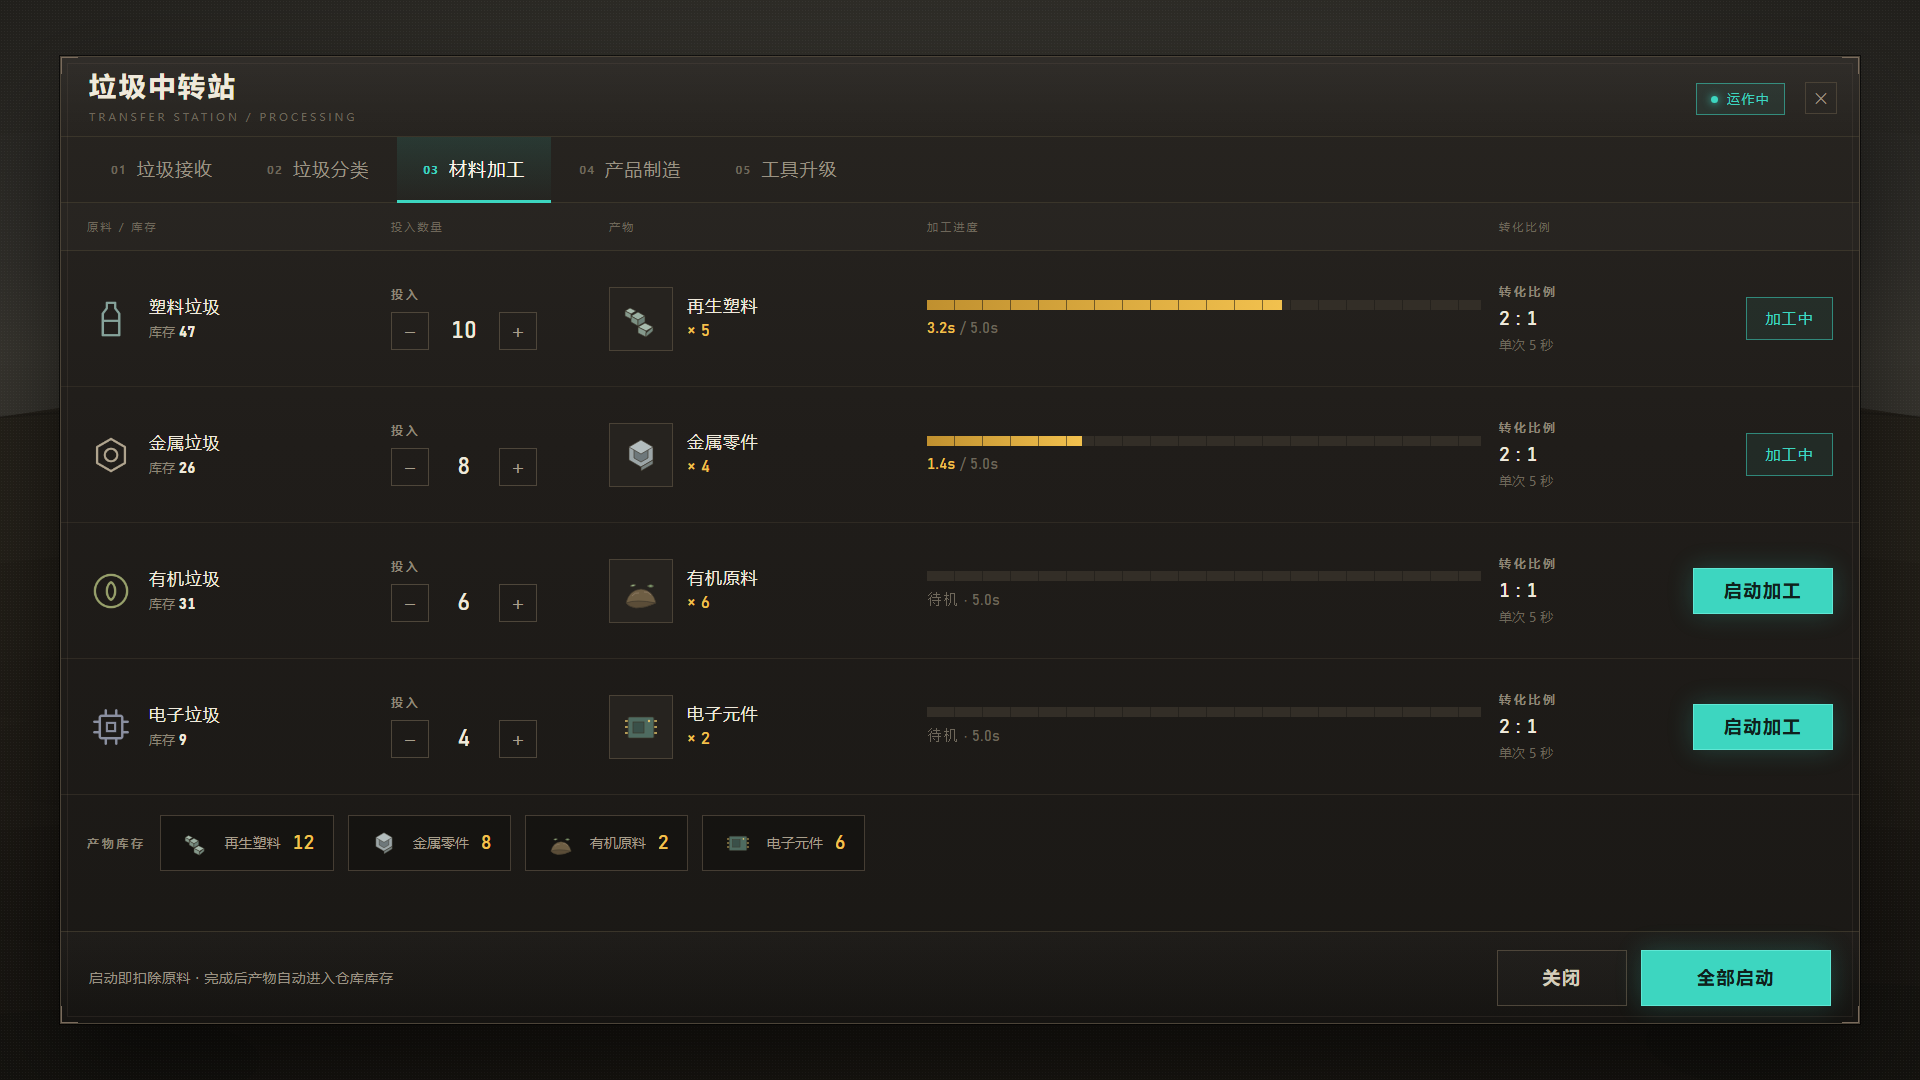 垃圾中转站
TRANSFER STATION / PROCESSING
运作中
01 垃圾接收
02 垃圾分类
03 材料加工
04 产品制造
05 工具升级
原料 / 库存
投入数量
产物
加工进度
转化比例
塑料垃圾
库存 47
投入
− 10 +
再生塑料
× 5
3.2s / 5.0s
转化比例
2 : 1
单次 5 秒
加工中
金属垃圾
库存 26
投入
− 8 +
金属零件
× 4
1.4s / 5.0s
转化比例
2 : 1
单次 5 秒
加工中
有机垃圾
库存 31
投入
− 6 +
有机原料
× 6
待机 · 5.0s
转化比例
1 : 1
单次 5 秒
启动加工
电子垃圾
库存 9
投入
− 4 +
电子元件
× 2
待机 · 5.0s
转化比例
2 : 1
单次 5 秒
启动加工
产物库存
再生塑料 12
金属零件 8
有机原料 2
电子元件 6
启动即扣除原料 · 完成后产物自动进入仓库库存
关闭
全部启动